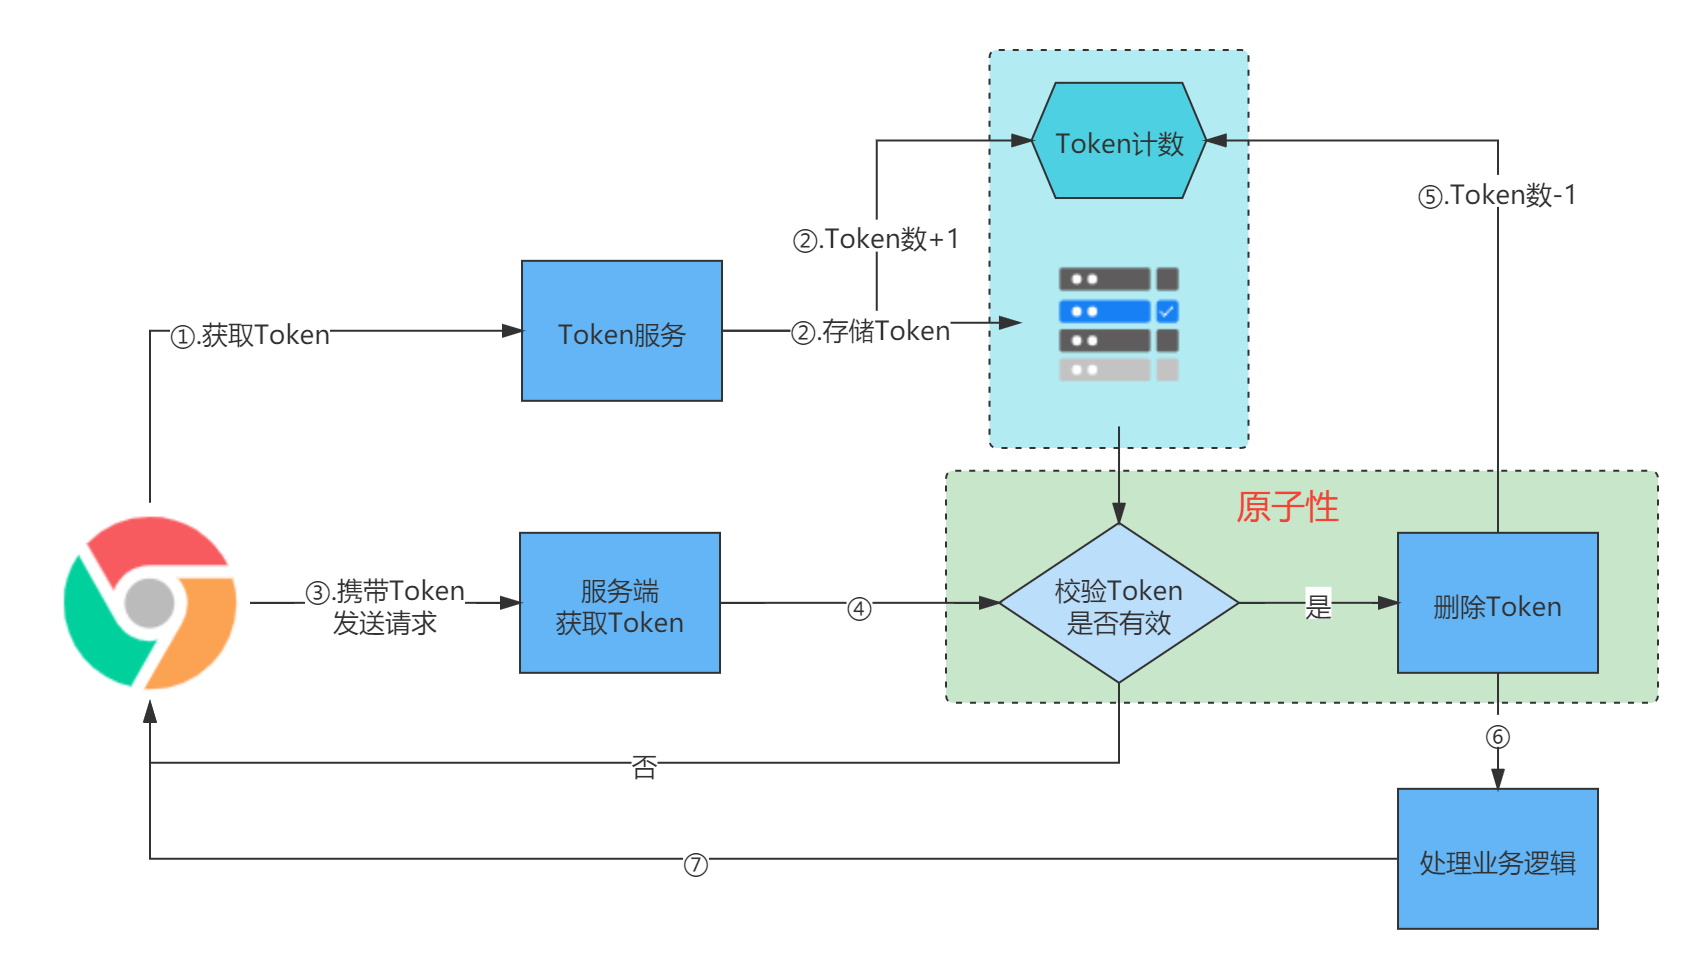 Token计数
⑤.Token数-1
②.Token数+1
①.获取Token
Token服务
②.存储Token
原子性
③.携带Token
发送请求
服务端
获取Token
④
校验Token
是否有效
是
删除Token
⑥
否
⑦
处理业务逻辑